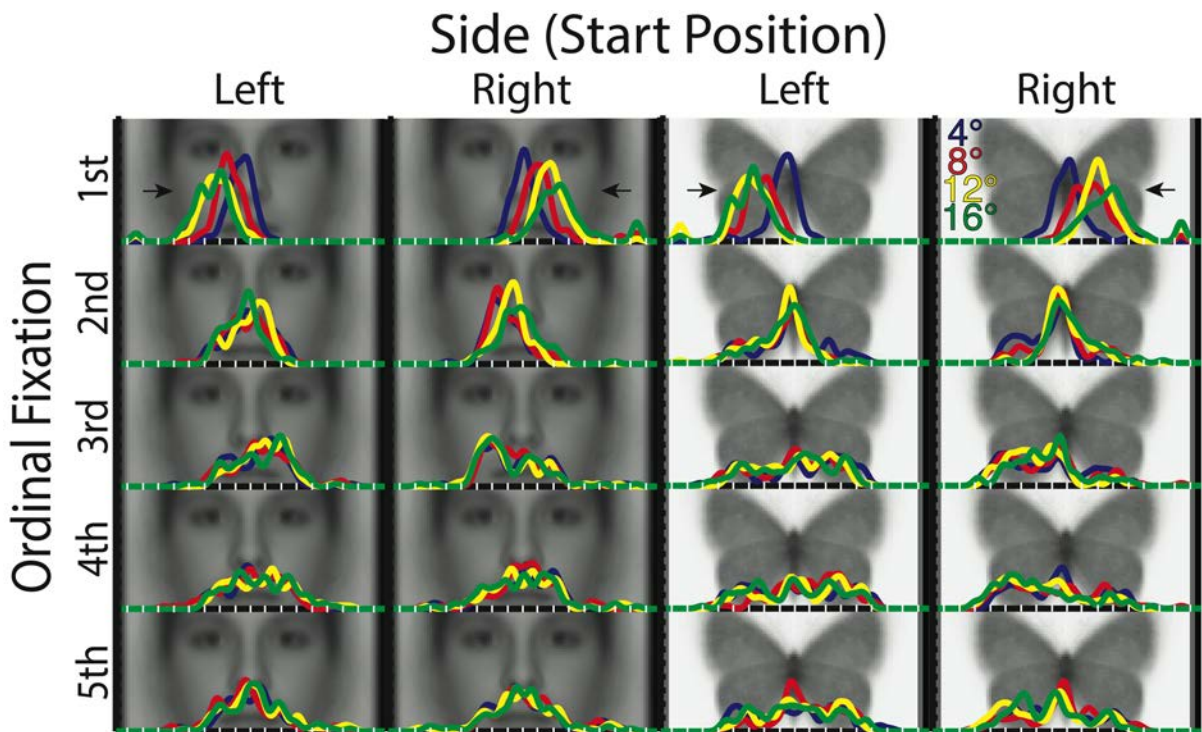 Side (Start Position)
Left Right Left Right
Ordinal Fixation
1st
2nd
3rd
4th
5th
4°
8°
12°
16°